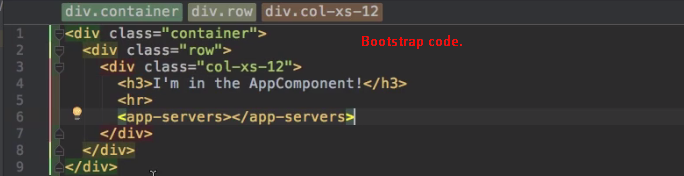 div.container div.row div.col-xs-12
1 <div class="container">
Bootstrap code.
2 <div class="row">
3 <div class="col-xs-12">
4 <h3>I'm in the AppComponent!</h3>
5 <hr>
6 <app-servers></app-servers>
7 </div>
8 </div>
9 </div>